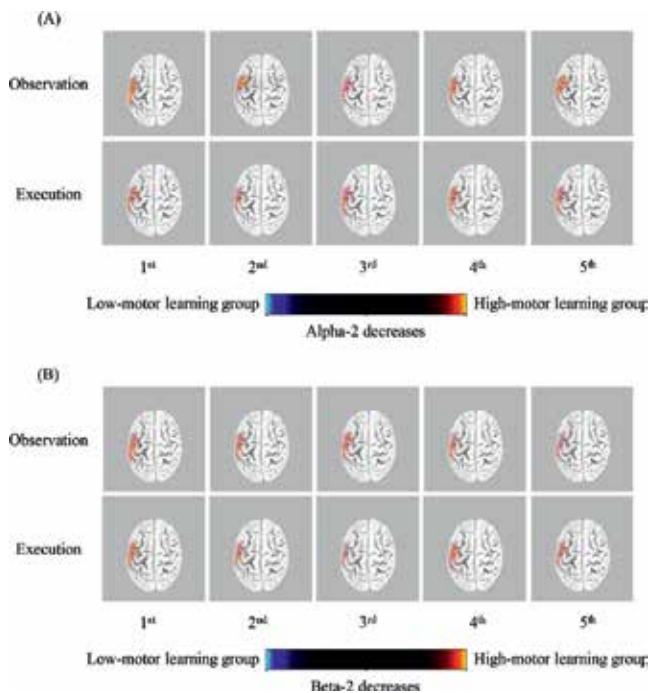 (A)
Observation
Execution
1st 2nd 3rd 4th 5th
Low-motor learning group High-motor learning group
Alpha-2 decreases
(B)
Observation
Execution
1st 2nd 3rd 4th 5th
Low-motor learning group High-motor learning group
Beta-2 decreases